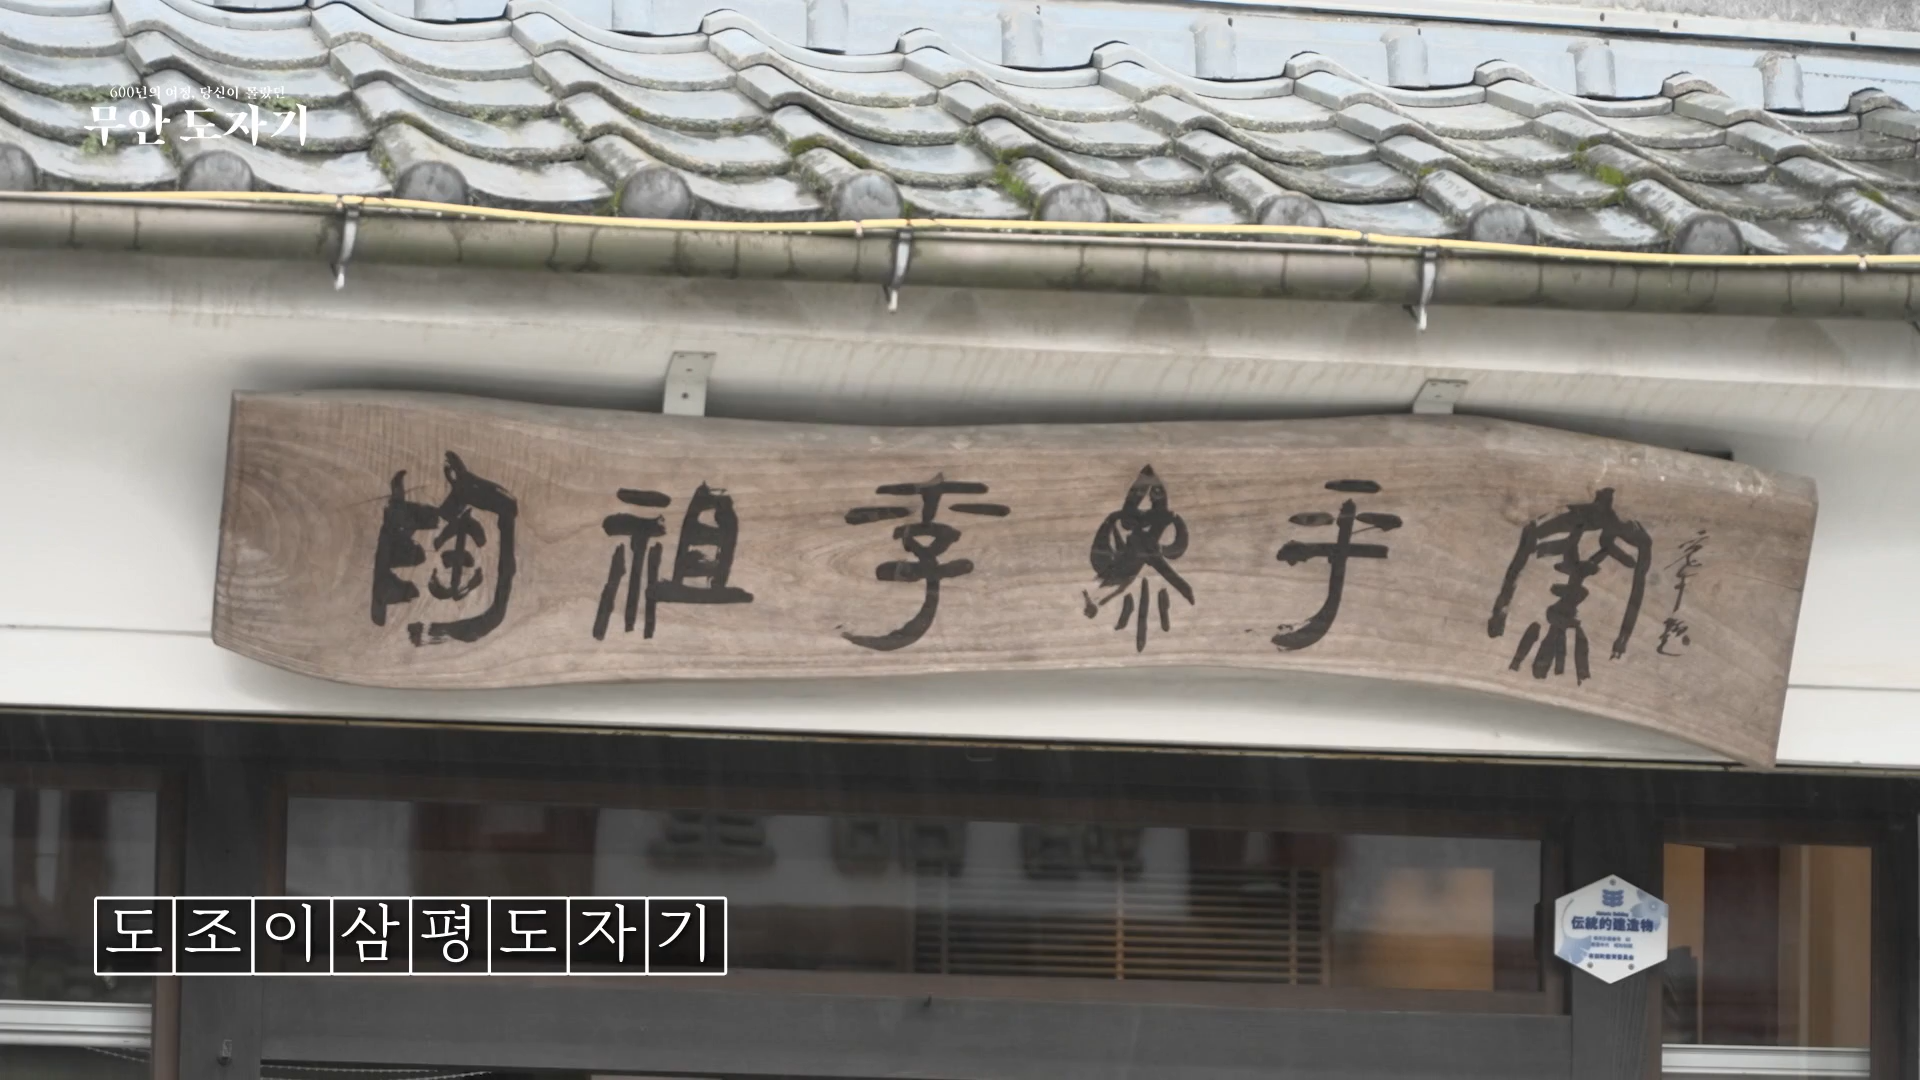 600년의 여정, 당신이 몰랐던
무안 도자기
陶祖李参平窯
도조이삼평도자기
伝統的建造物